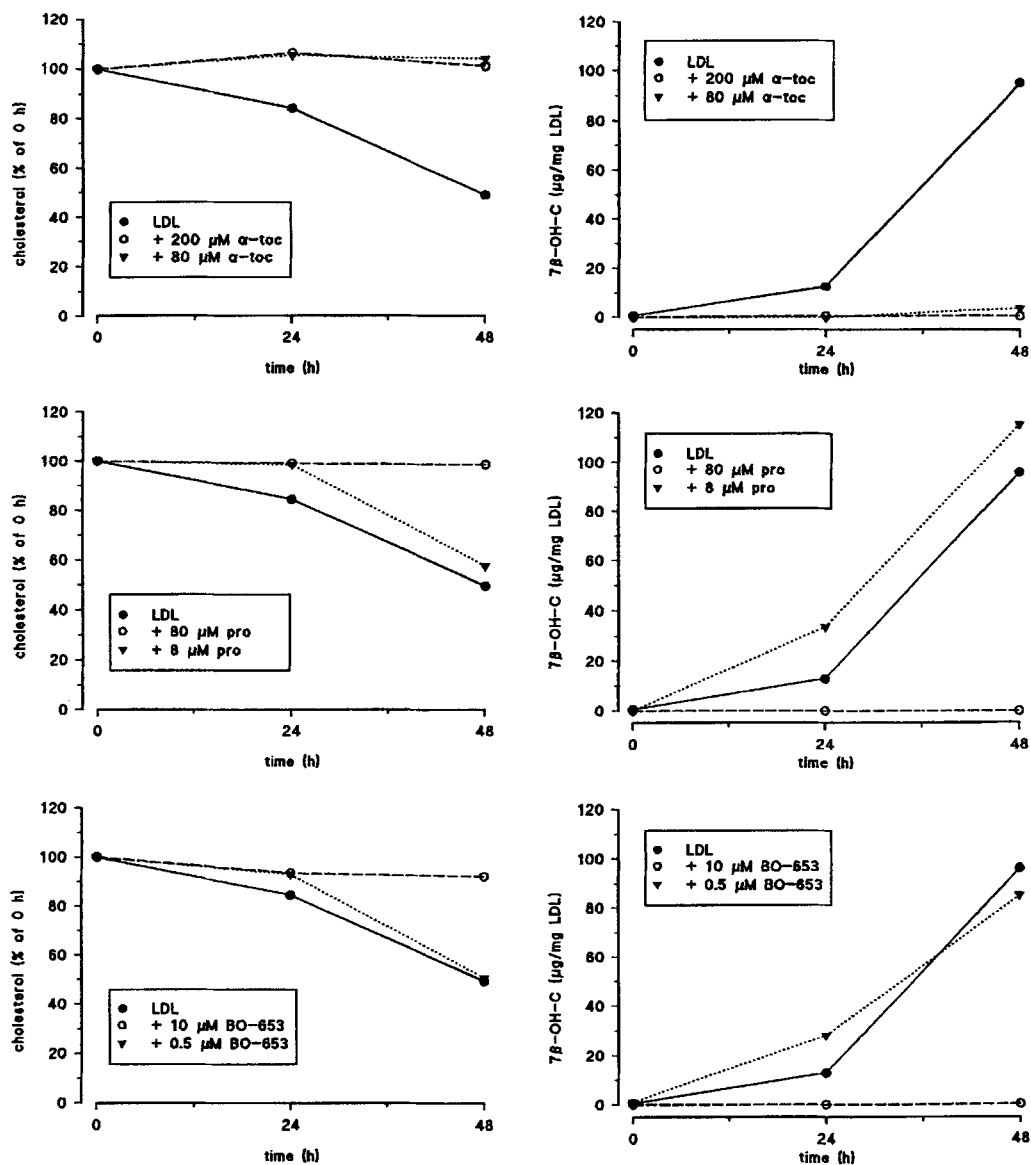 120
100
80
60
40
20
0
cholesterol (% of 0 h)
LDL
+ 200 μM α-toc
+ 80 μM α-toc
0
24
48
time (h)
120
100
80
60
40
20
0
7β-OH-C (μg/mg LDL)
LDL
+ 200 μM α-toc
+ 80 μM α-toc
0
24
48
time (h)
120
100
80
60
40
20
0
cholesterol (% of 0 h)
LDL
+ 80 μM pro
+ 8 μM pro
0
24
48
time (h)
120
100
80
60
40
20
0
7β-OH-C (μg/mg LDL)
LDL
+ 80 μM pro
+ 8 μM pro
0
24
48
time (h)
120
100
80
60
40
20
0
cholesterol (% of 0 h)
LDL
+ 10 μM BO-653
+ 0.5 μM BO-653
0
24
48
time (h)
120
100
80
60
40
20
0
7β-OH-C (μg/mg LDL)
LDL
+ 10 μM BO-653
+ 0.5 μM BO-653
0
24
48
time (h)